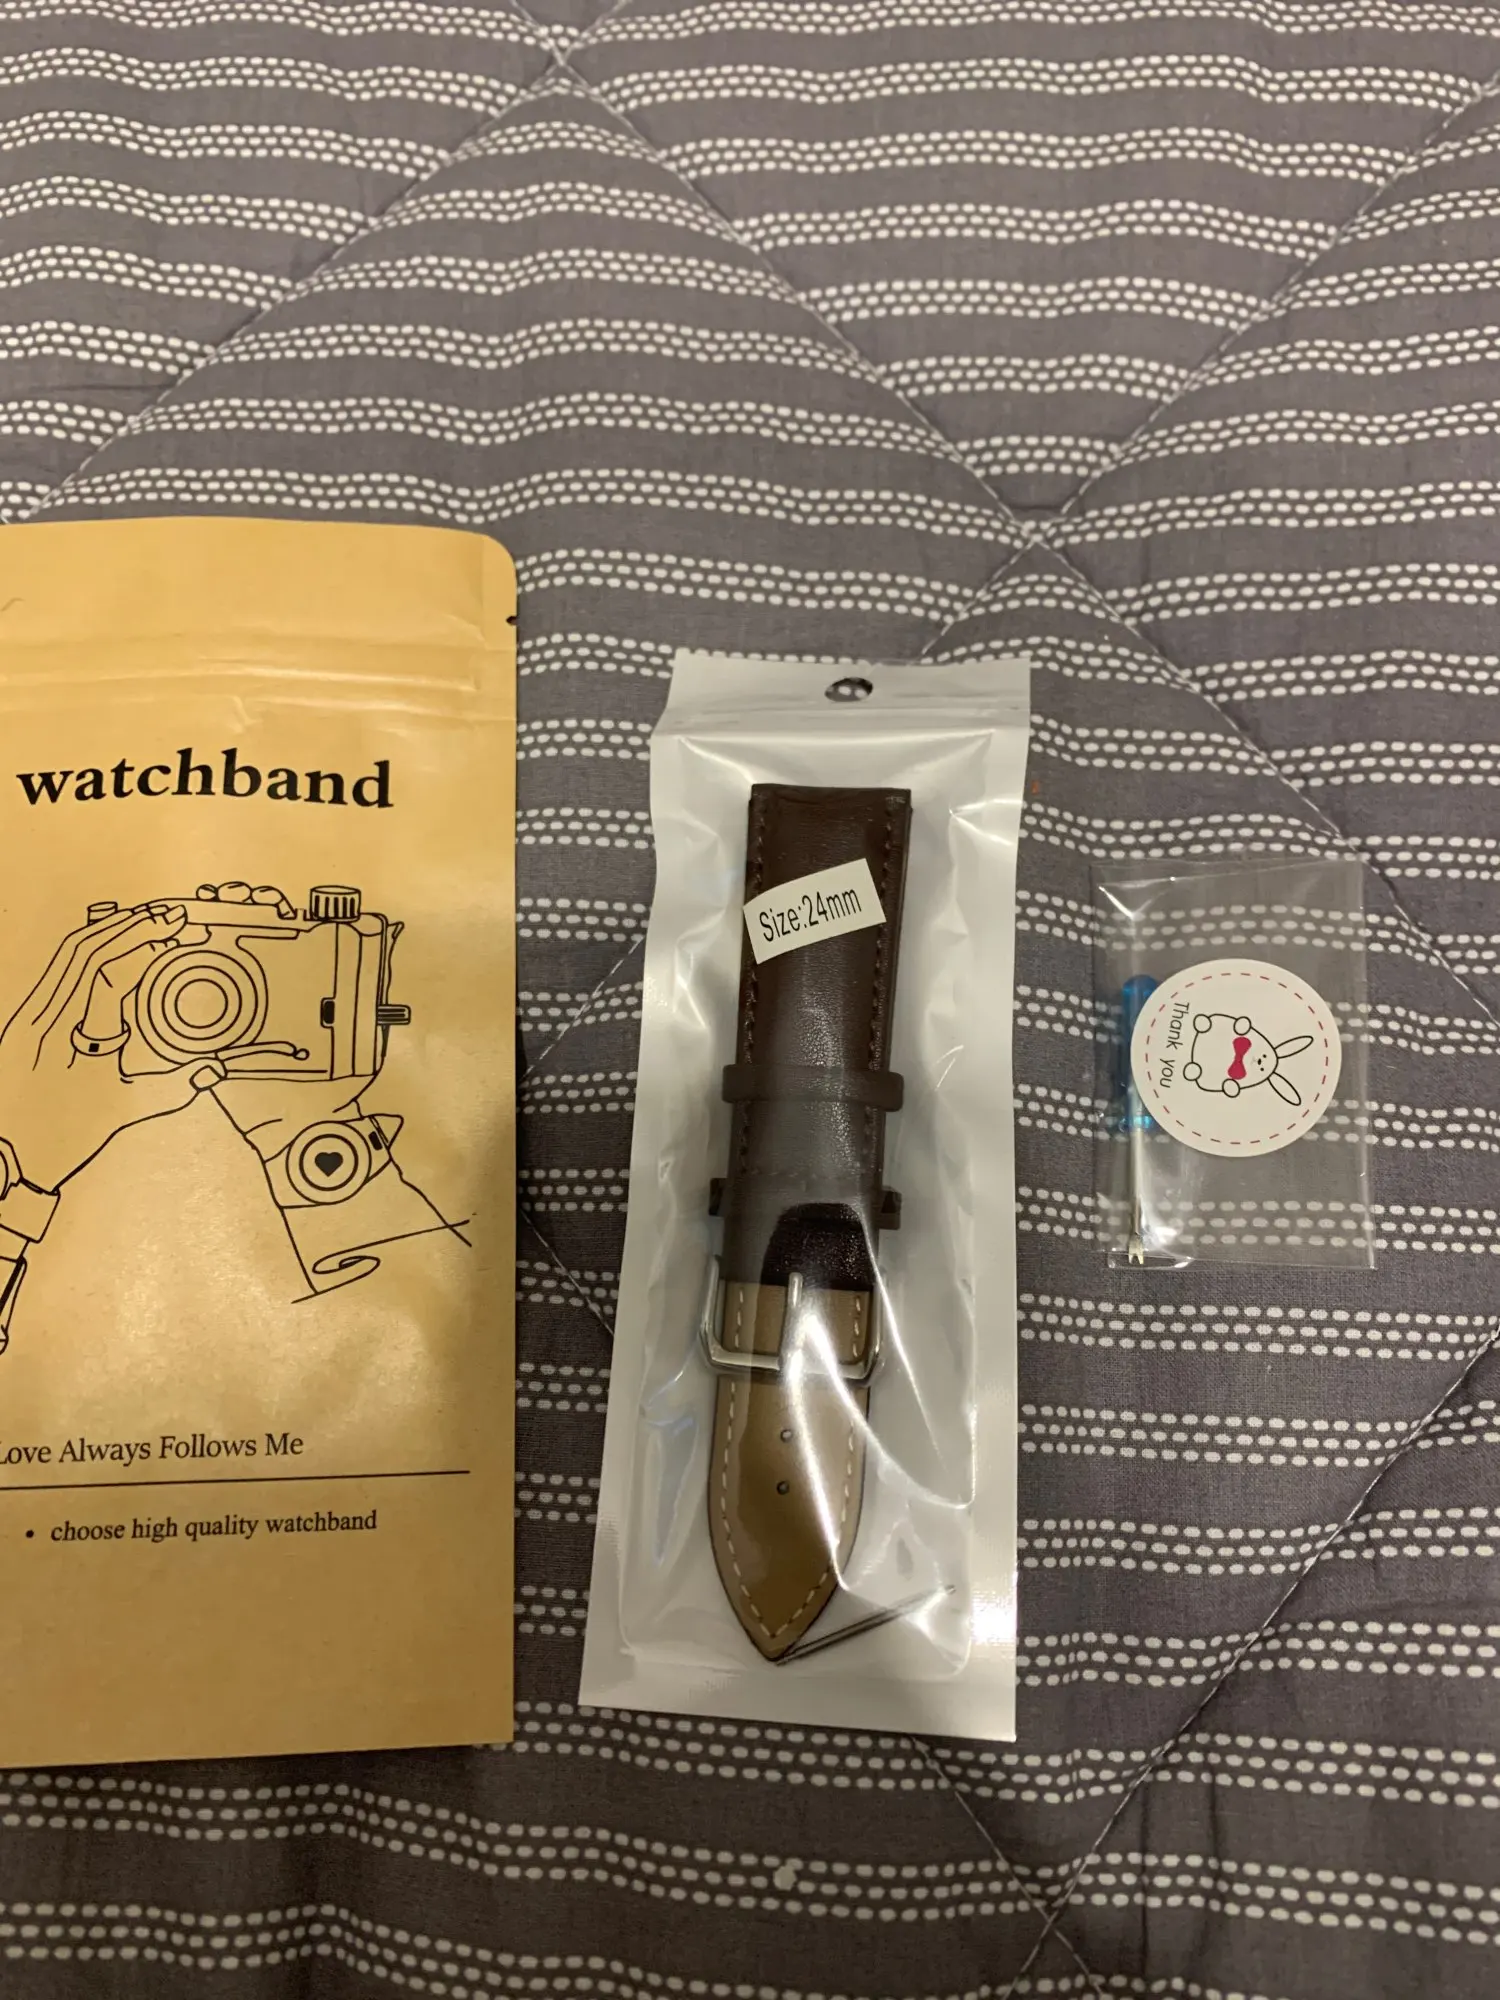 watchband
Love Always Follows Me
• choose high quality watchband
Size:24mm
Thank you